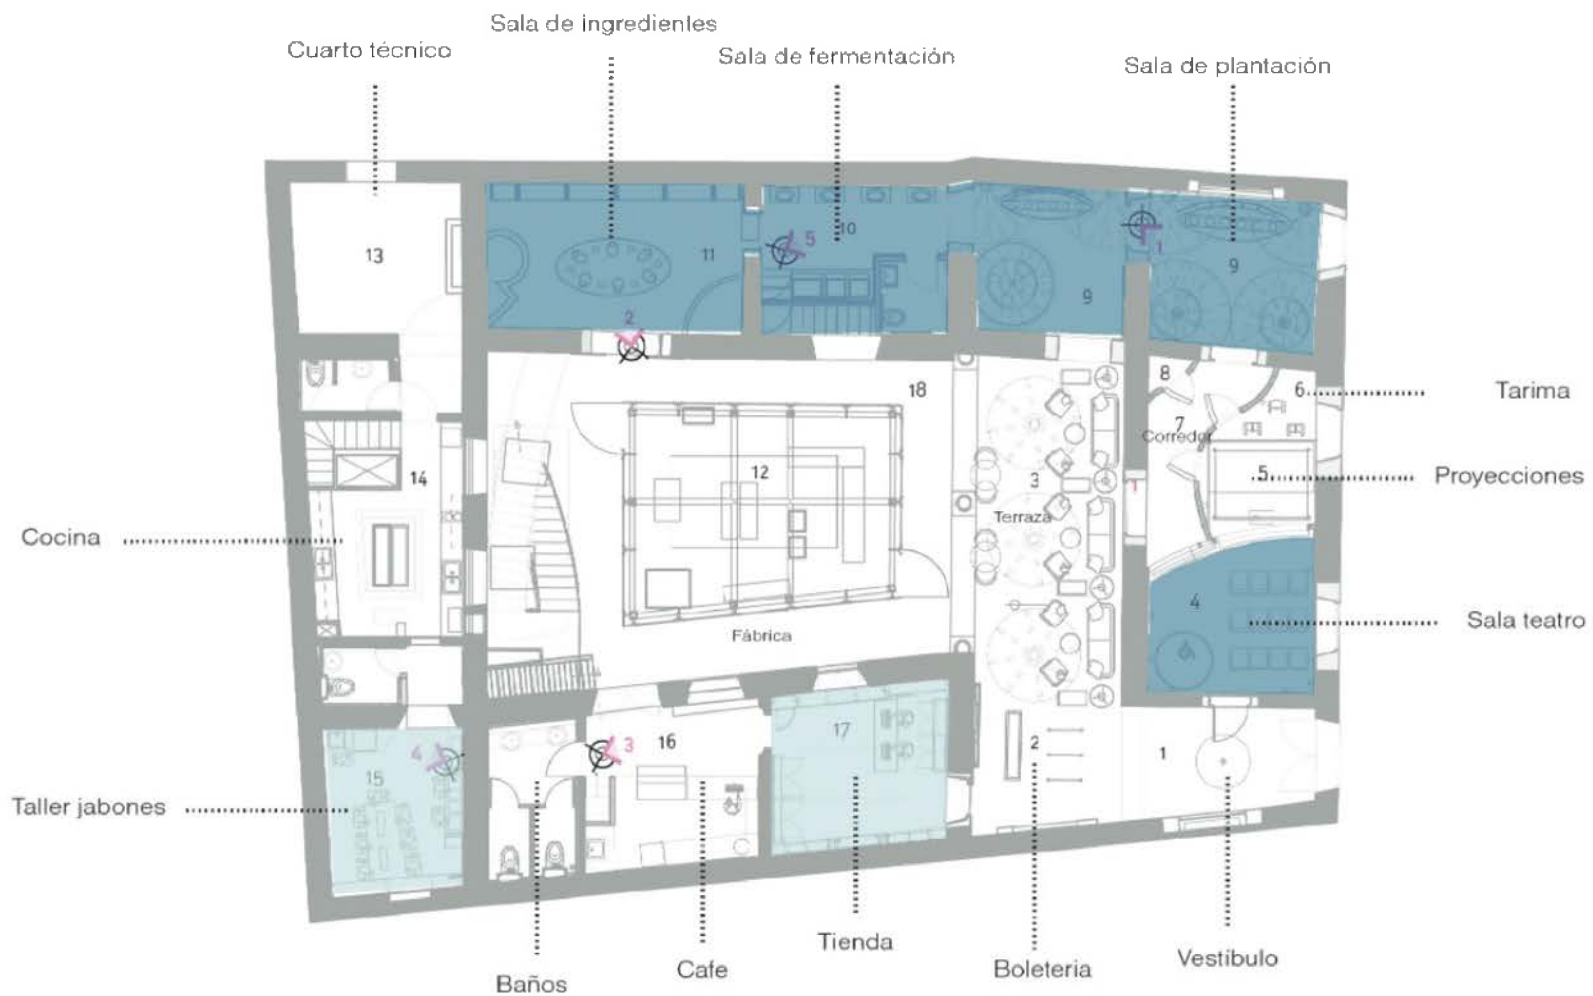 Sala de ingredientes
Cuarto técnico
Sala de fermentación
Sala de plantación
13
11
10
5
1
9
9
2
18
8
6
Tarima
7
Corredor
12
3
14
5
Proyecciones
1
Terraza
Cocina
4
Sala teatro
Fábrica
17
3
16
2
1
4
15
Taller jabones
Tienda
Vestíbulo
Cafe
Boleteria
Baños